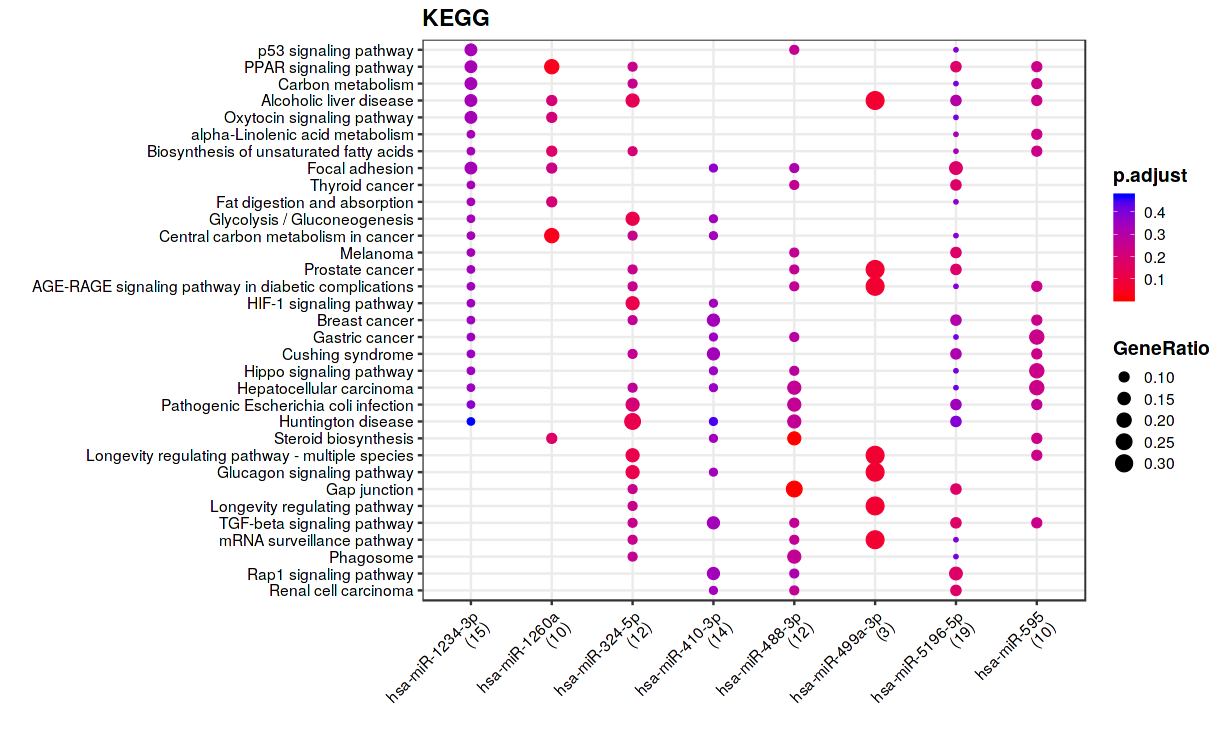 KEGG
p53 signaling pathway
PPAR signaling pathway
Carbon metabolism
Alcoholic liver disease
Oxytocin signaling pathway
alpha-Linolenic acid metabolism
Biosynthesis of unsaturated fatty acids
Focal adhesion
Thyroid cancer
Fat digestion and absorption
Glycolysis / Gluconeogenesis
Central carbon metabolism in cancer
Melanoma
Prostate cancer
AGE-RAGE signaling pathway in diabetic complications
HIF-1 signaling pathway
Breast cancer
Gastric cancer
Cushing syndrome
Hippo signaling pathway
Hepatocellular carcinoma
Pathogenic Escherichia coli infection
Huntington disease
Steroid biosynthesis
Longevity regulating pathway - multiple species
Glucagon signaling pathway
Gap junction
Longevity regulating pathway
TGF-beta signaling pathway
mRNA surveillance pathway
Phagosome
Rap1 signaling pathway
Renal cell carcinoma
hsa-miR-1234-3p
(15)
hsa-miR-1260a
(10)
hsa-miR-324-5p
(12)
hsa-miR-410-3p
(14)
hsa-miR-488-3p
(12)
hsa-miR-499a-3p
(3)
hsa-miR-5196-5p
(19)
hsa-miR-595
(10)
p.adjust
0.4
0.3
0.2
0.1
GeneRatio
0.10
0.15
0.20
0.25
0.30